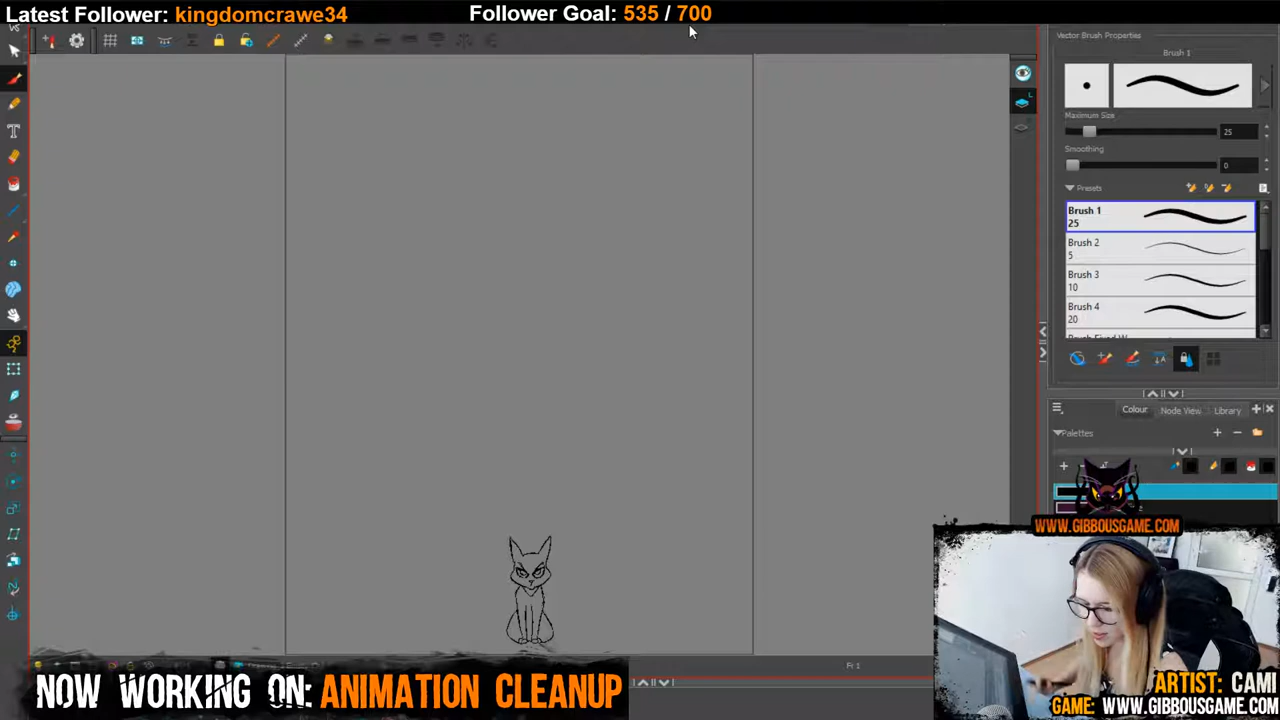 Latest Follower: kingdomcrawe34
Follower Goal: 535 / 700
Vector Brush Properties
Brush 1
Maximum Size
25
Smoothing
0
Presets
Brush 1
25
Brush 2
5
Brush 3
10
Brush 4
20
Colour
Node View
Library
Palettes
WWW.GIBBOUSGAME.COM
Fr 1
NOW WORKING ON: ANIMATION CLEANUP
ARTIST: CAMI
GAME: WWW.GIBBOUSGAME.COM